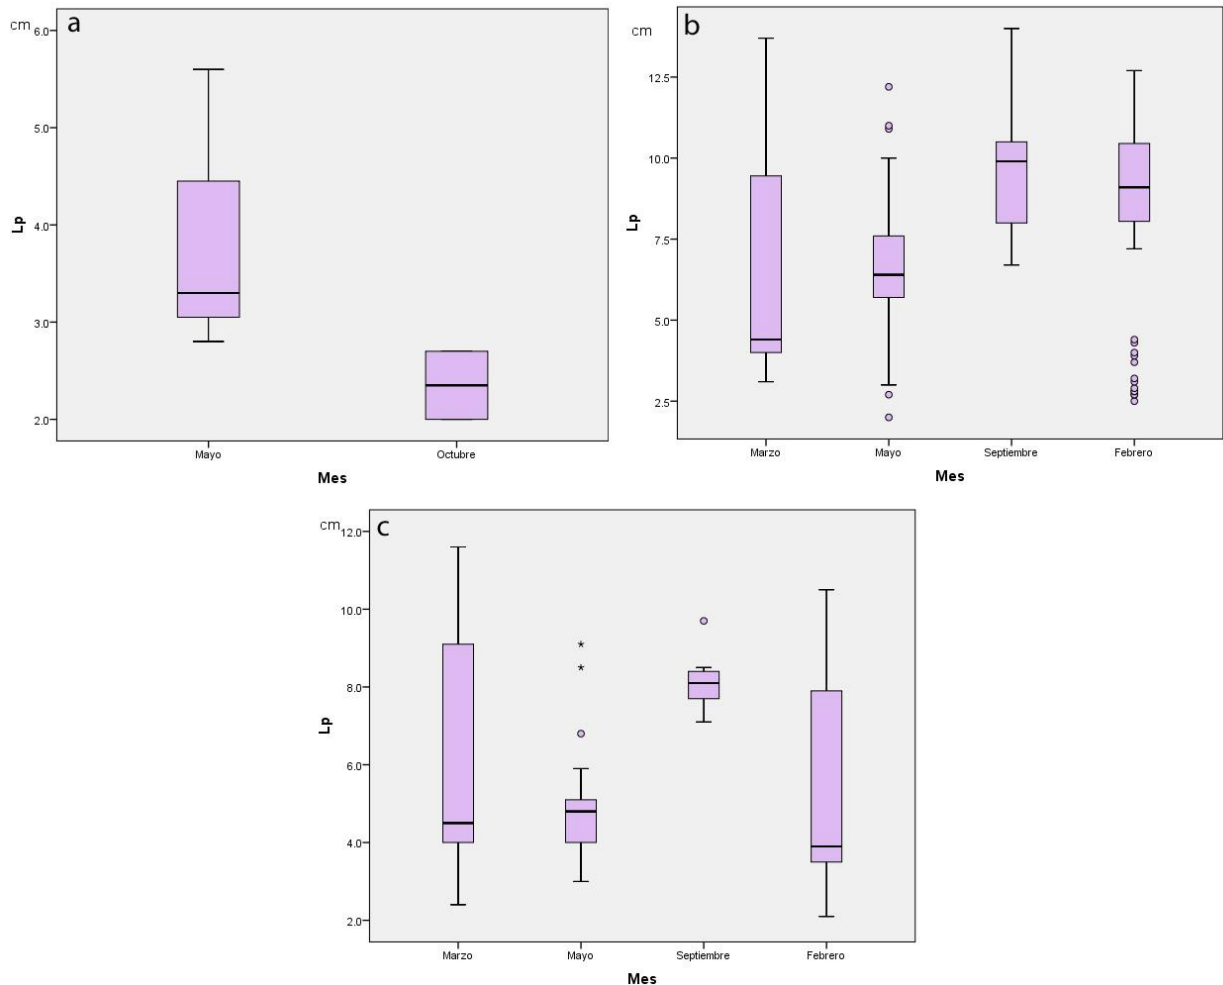 a
cm
6.0
5.0
4.0
3.0
2.0
Lp
Mayo
Octubre
Mes
b
cm
12.5
10.0
7.5
5.0
2.5
Lp
Marzo
Mayo
Septiembre
Febrero
Mes
c
cm
12.0
10.0
8.0
6.0
4.0
2.0
Lp
Marzo
Mayo
Septiembre
Febrero
Mes